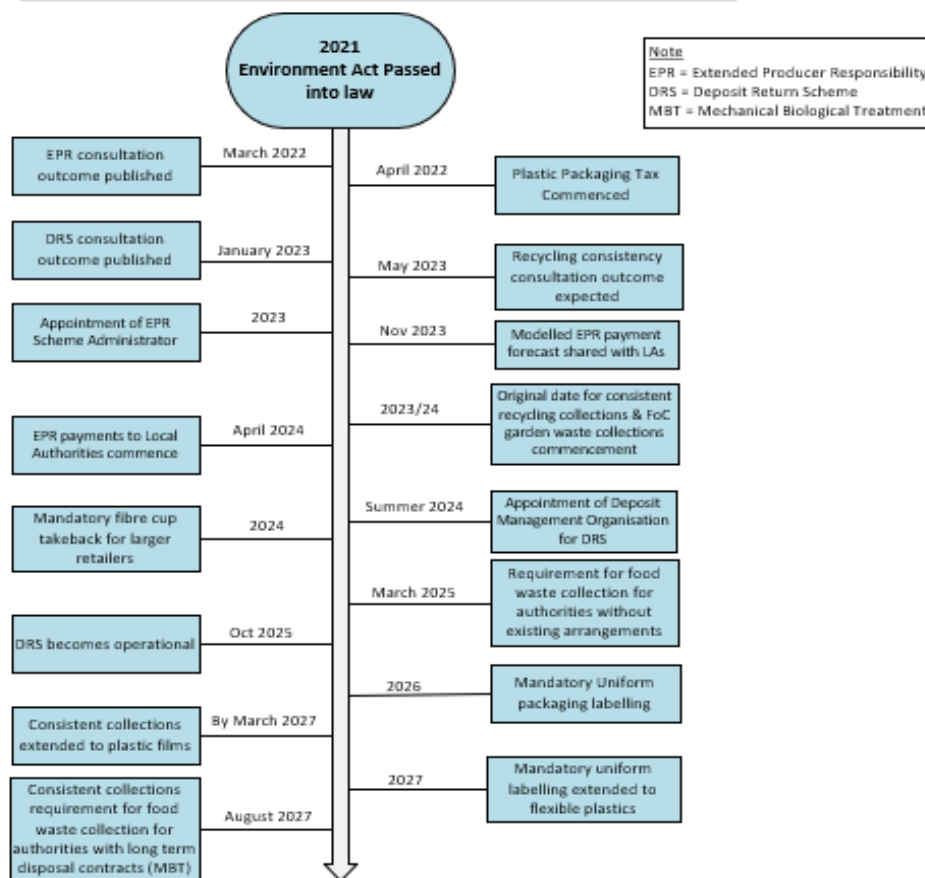 2021
Environment Act Passed
into law
Note
EPR = Extended Producer Responsibility
DRS = Deposit Return Scheme
MBT = Mechanical Biological Treatment
EPR consultation
outcome published
March 2022
April 2022
Plastic Packaging Tax
Commenced
DRS consultation
outcome published
January 2023
May 2023
Recycling consistency
consultation outcome
expected
Appointment of EPR
Scheme Administrator
2023
Nov 2023
Modelled EPR payment
forecast shared with LAs
2023/24
Original date for consistent
recycling collections & FoC
garden waste collections
commencement
EPR payments to Local
Authorities commence
April 2024
Summer 2024
Appointment of Deposit
Management Organisation
for DRS
Mandatory fibre cup
takeback for larger
retailers
2024
March 2025
Requirement for food
waste collection for
authorities without
existing arrangements
DRS becomes operational
Oct 2025
2026
Mandatory Uniform
packaging labelling
Consistent collections
extended to plastic films
By March 2027
2027
Mandatory uniform
labelling extended to
flexible plastics
Consistent collections
requirement for food
waste collection for
authorities with long term
disposal contracts (MBT)
August 2027